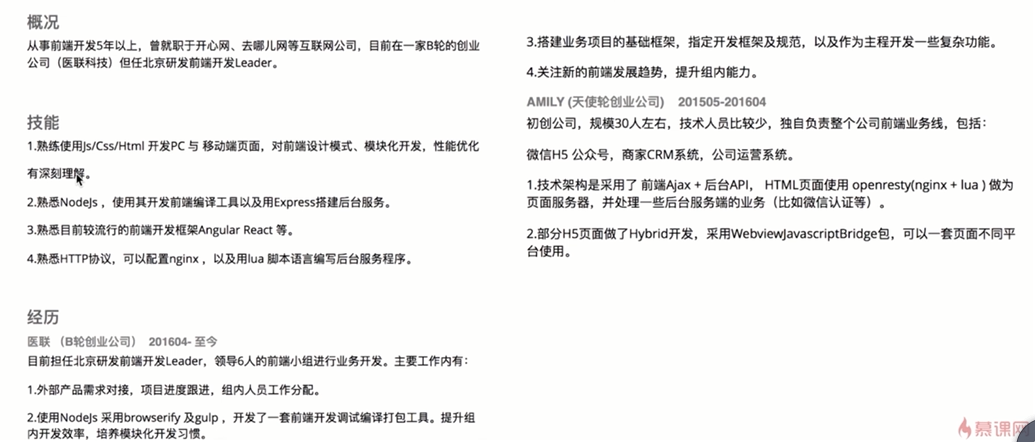 概况
从事前端开发5年以上，曾就职于开心网、去哪儿网等互联网公司，目前在一家B轮的创业
公司（医联科技）但任北京研发前端开发Leader。
技能
1.熟练使用Js/Css/Html 开发PC 与 移动端页面，对前端设计模式、模块化开发，性能优化
有深刻理解。
2.熟悉NodeJs ，使用其开发前端编译工具以及用Express搭建后台服务。
3.熟悉目前较流行的前端开发框架Angular React 等。
4.熟悉HTTP协议，可以配置nginx ，以及用lua 脚本语言编写后台服务程序。
经历
医联 （B轮创业公司） 201604- 至今
目前担任北京研发前端开发Leader，领导6人的前端小组进行业务开发。主要工作内有：
1.外部产品需求对接，项目进度跟进，组内人员工作分配。
2.使用NodeJs 采用browserify 及gulp ，开发了一套前端开发调试编译打包工具。提升组
内开发效率，培养模块化开发习惯。
3.搭建业务项目的基础框架，指定开发框架及规范，以及作为主程开发一些复杂功能。
4.关注新的前端发展趋势，提升组内能力。
AMILY (天使轮创业公司) 201505-201604
初创公司，规模30人左右，技术人员比较少，独自负责整个公司前端业务线，包括：
微信H5 公众号，商家CRM系统，公司运营系统。
1.技术架构是采用了 前端Ajax + 后台API， HTML页面使用 openresty(nginx + lua ) 做为
页面服务器，并处理一些后台服务端的业务（比如微信认证等）。
2.部分H5页面做了Hybrid开发，采用WebviewJavascriptBridge包，可以一套页面不同平
台使用。
慕课网